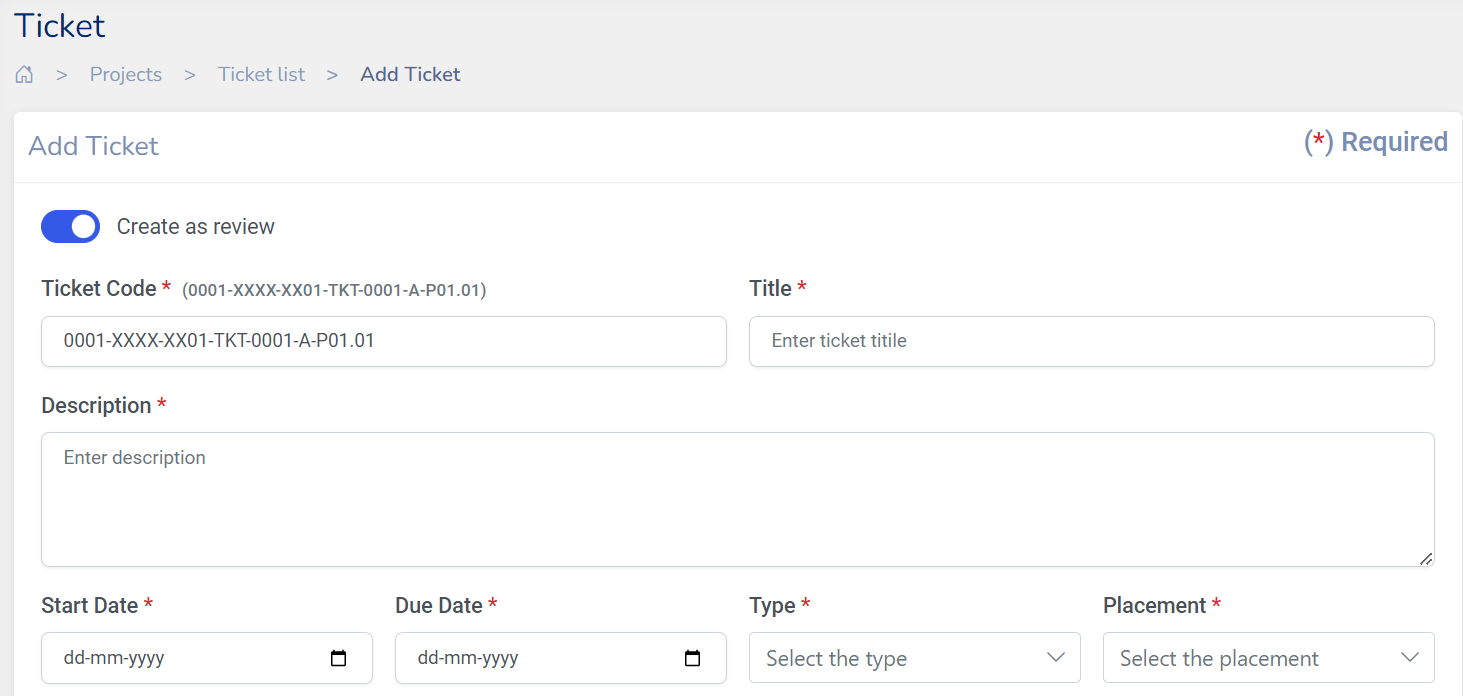 Ticket
> Projects > Ticket list > Add Ticket
Add Ticket
(*) Required
Create as review
Ticket Code * (0001-XXXX-XX01-TKT-0001-A-P01.01)
Title *
0001-XXXX-XX01-TKT-0001-A-P01.01
Enter ticket titile
Description *
Enter description
Start Date *
Due Date *
Type *
Placement *
dd-mm-yyyy
dd-mm-yyyy
Select the type
Select the placement